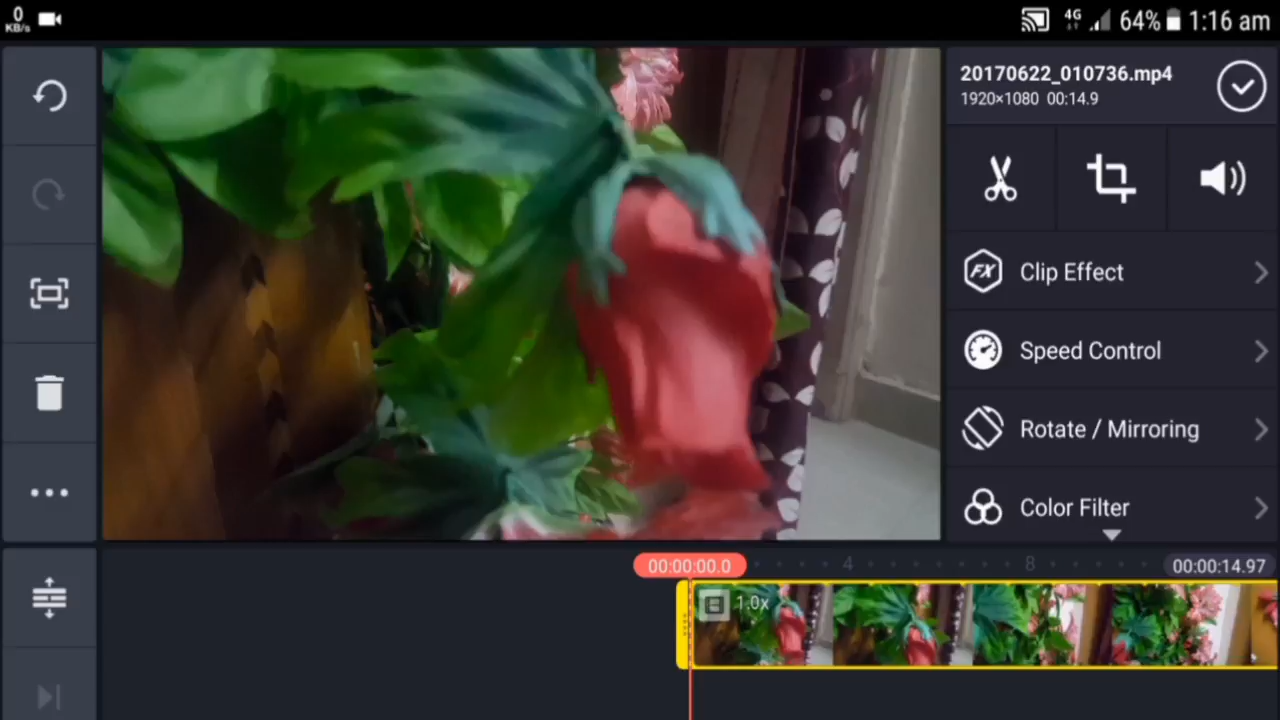 0
KB/s
4G
64%
1:16 am
20170622_010736.mp4
1920×1080 00:14.9
FX
Clip Effect
Speed Control
Rotate / Mirroring
Color Filter
00:00:00.0
4
8
00:00:14.97
1.0x